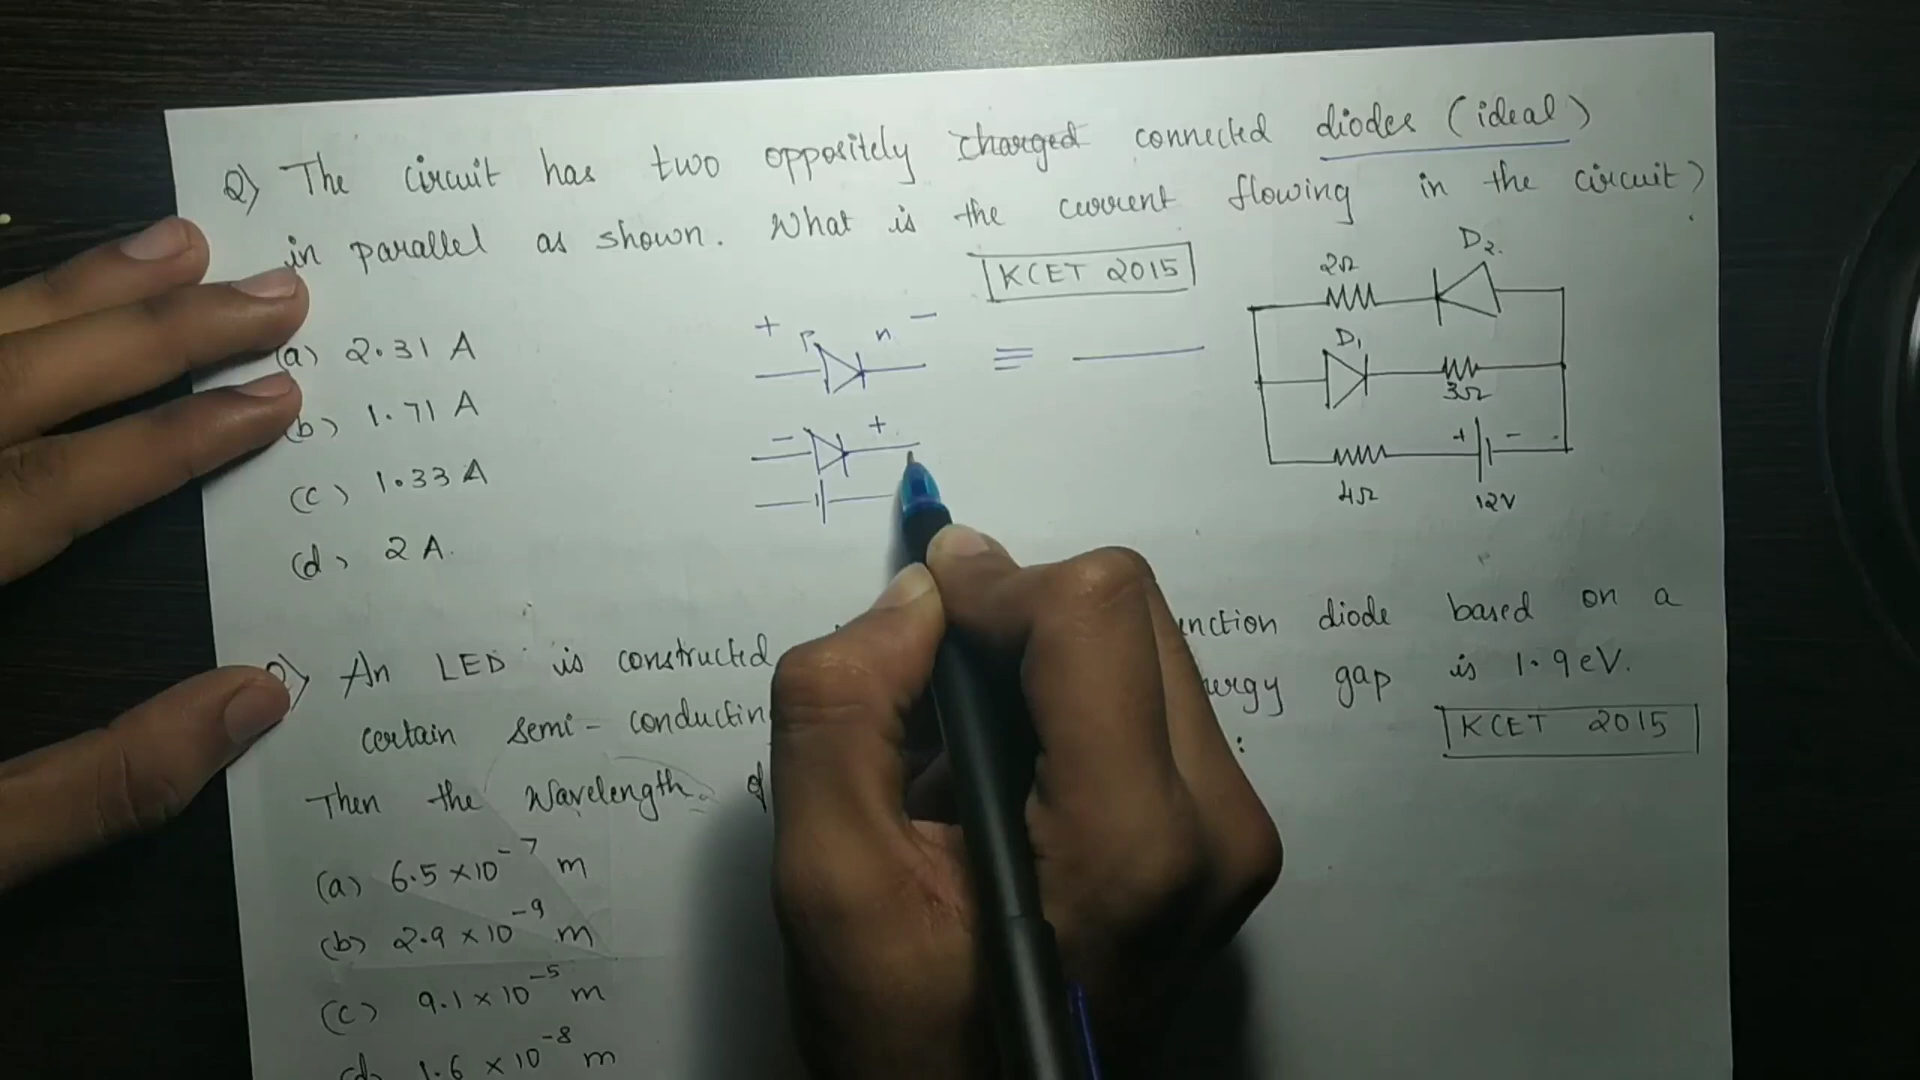 Q) The circuit has two oppositely charged connected diodes (ideal)
in parallel as shown. What is the current flowing in the circuit?
KCET 2015
(a) 2.31 A
(b) 1.71 A
(c) 1.33 A
(d) 2 A.
+ P n −
≡
− +
2Ω D2.
D1
3Ω
+ −
4Ω 12V
Q) An LED is constructed nction diode based on a
certain semi-conducting ergy gap is 1.9eV.
Then the wavelength of :
KCET 2015
(a) 6.5 × 10⁻⁷ m
(b) 2.9 × 10⁻⁹ m
(c) 9.1 × 10⁻⁵ m
(d) 1.6 × 10⁻⁸ m